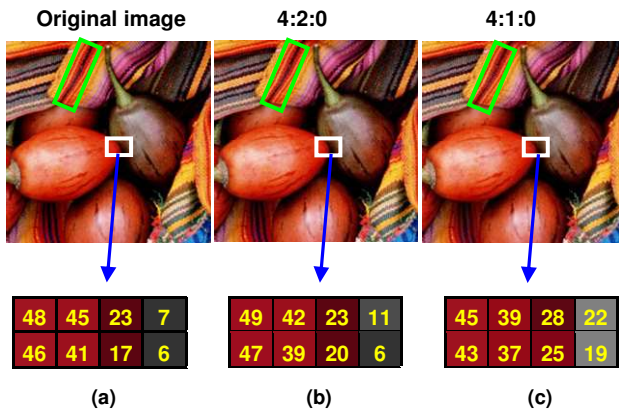 Original image 4:2:0 4:1:0
48 45 23 7 49 42 23 11 45 39 28 22
46 41 17 6 47 39 20 6 43 37 25 19
(a) (b) (c)